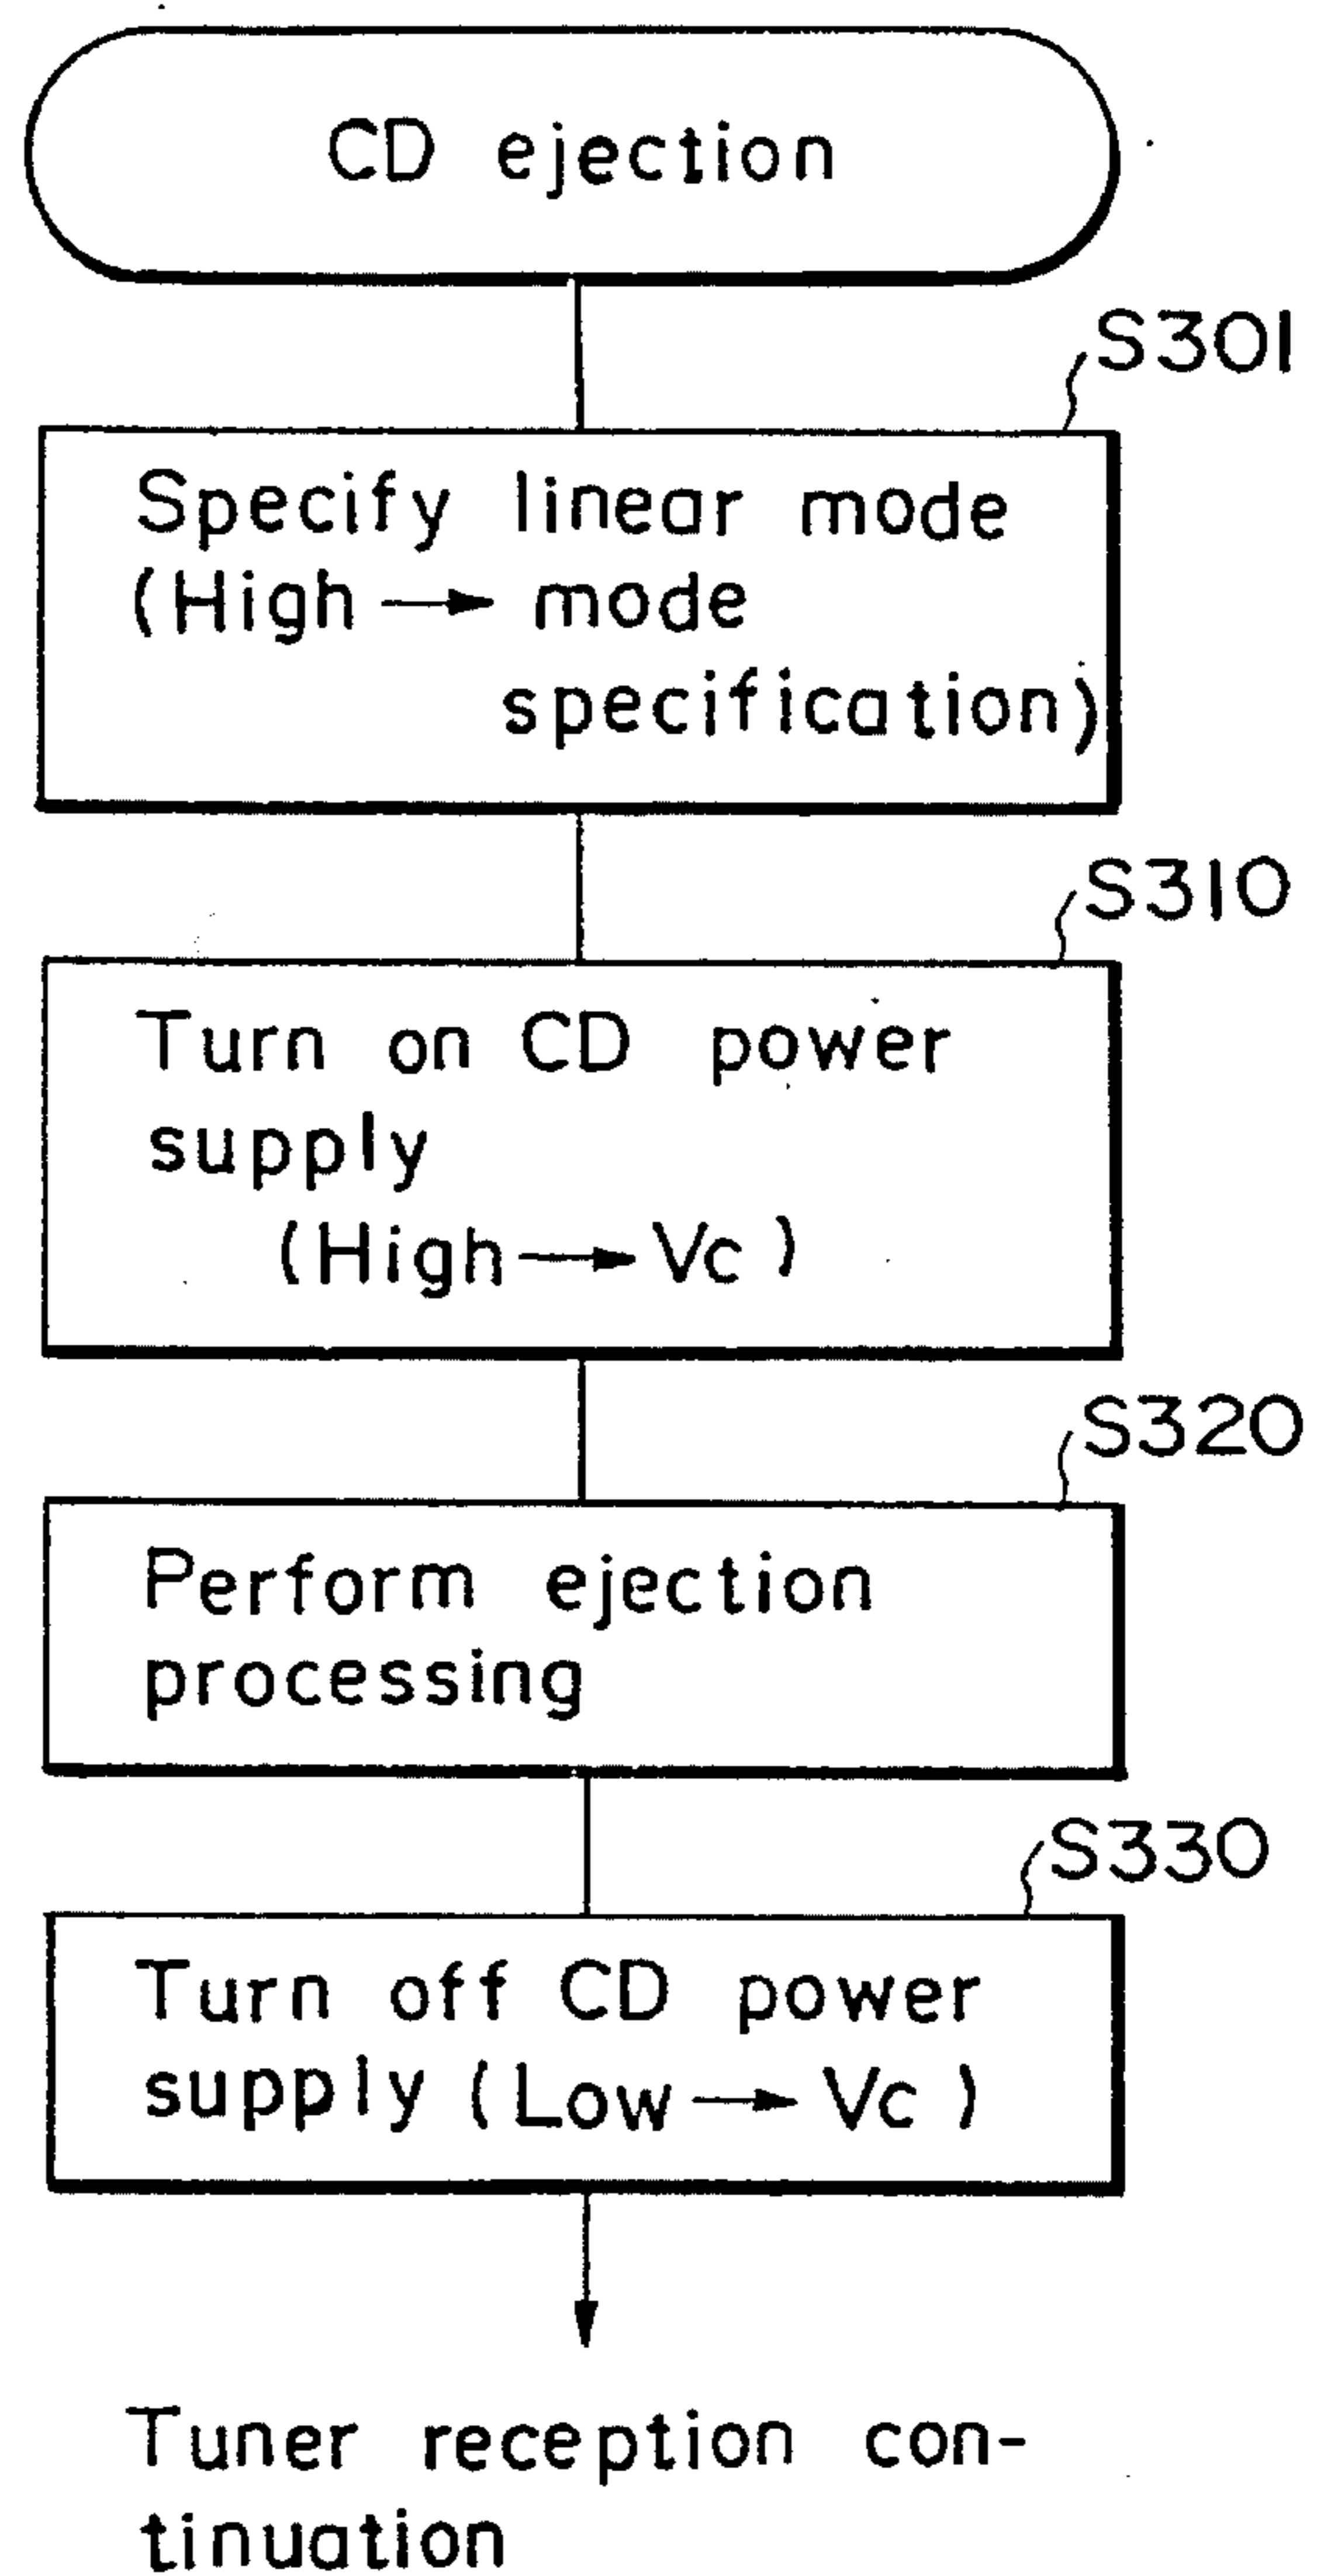 CD ejection
S301
Specify linear mode
(High → mode
specification)
S310
Turn on CD power
supply
(High → Vc )
S320
Perform ejection
processing
S330
Turn off CD power
supply (Low → Vc )
Tuner reception con-
tinuation